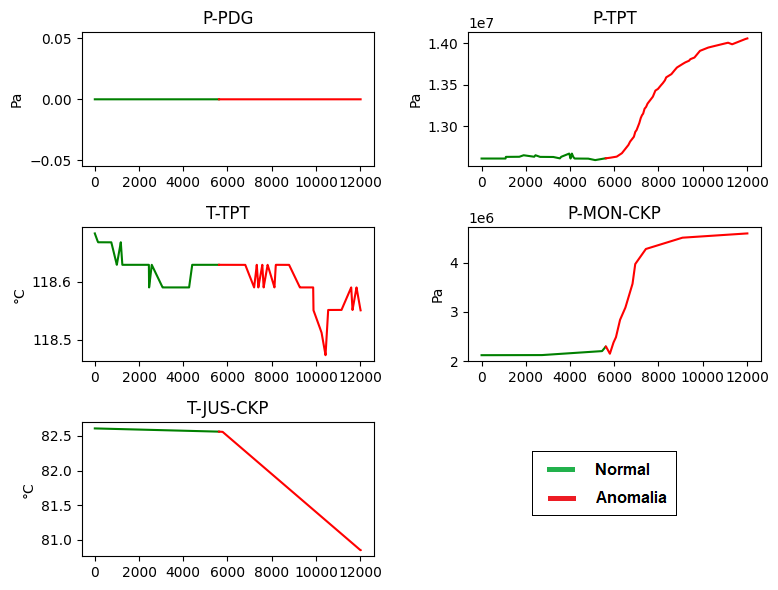 P-PDG
0.05
0.00
−0.05
Pa
0 2000 4000 6000 8000 10000 12000
P-TPT
1e7
1.40
1.35
1.30
Pa
0 2000 4000 6000 8000 10000 12000
T-TPT
118.6
118.5
°C
0 2000 4000 6000 8000 10000 12000
P-MON-CKP
1e6
4
3
2
Pa
0 2000 4000 6000 8000 10000 12000
T-JUS-CKP
82.5
82.0
81.5
81.0
°C
0 2000 4000 6000 8000 10000 12000
Normal
Anomalia